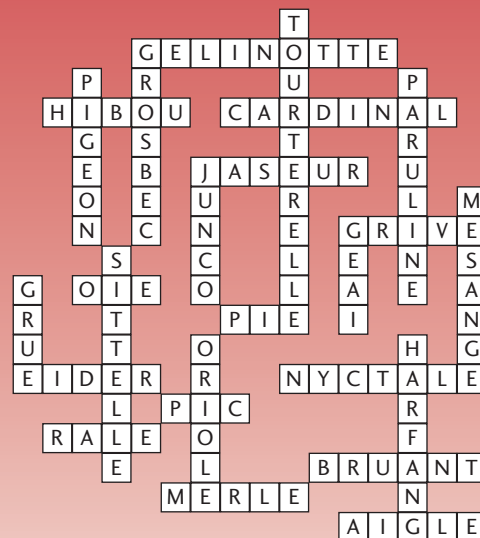 TOURTERELLE
GELINOTTE
GROSBEC
PIGEON
PARULINE
HIBOU
CARDINAL
JASEUR
JUNCO
MESANGE
GRIVE
GEAI
SITTELLE
GRUE
OIE
PIE
ORIOLE
HARFANG
EIDER
NYCTALE
PIC
RALE
BRUANT
MERLE
AIGLE